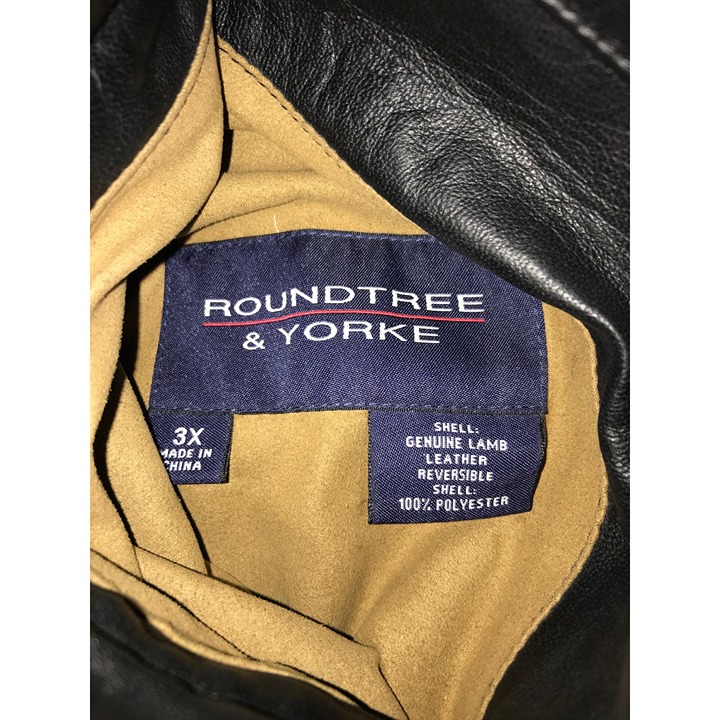 ROUNDTREE
& YORKE
3X
MADE IN
CHINA
SHELL:
GENUINE LAMB
LEATHER
REVERSIBLE
SHELL:
100% POLYESTER